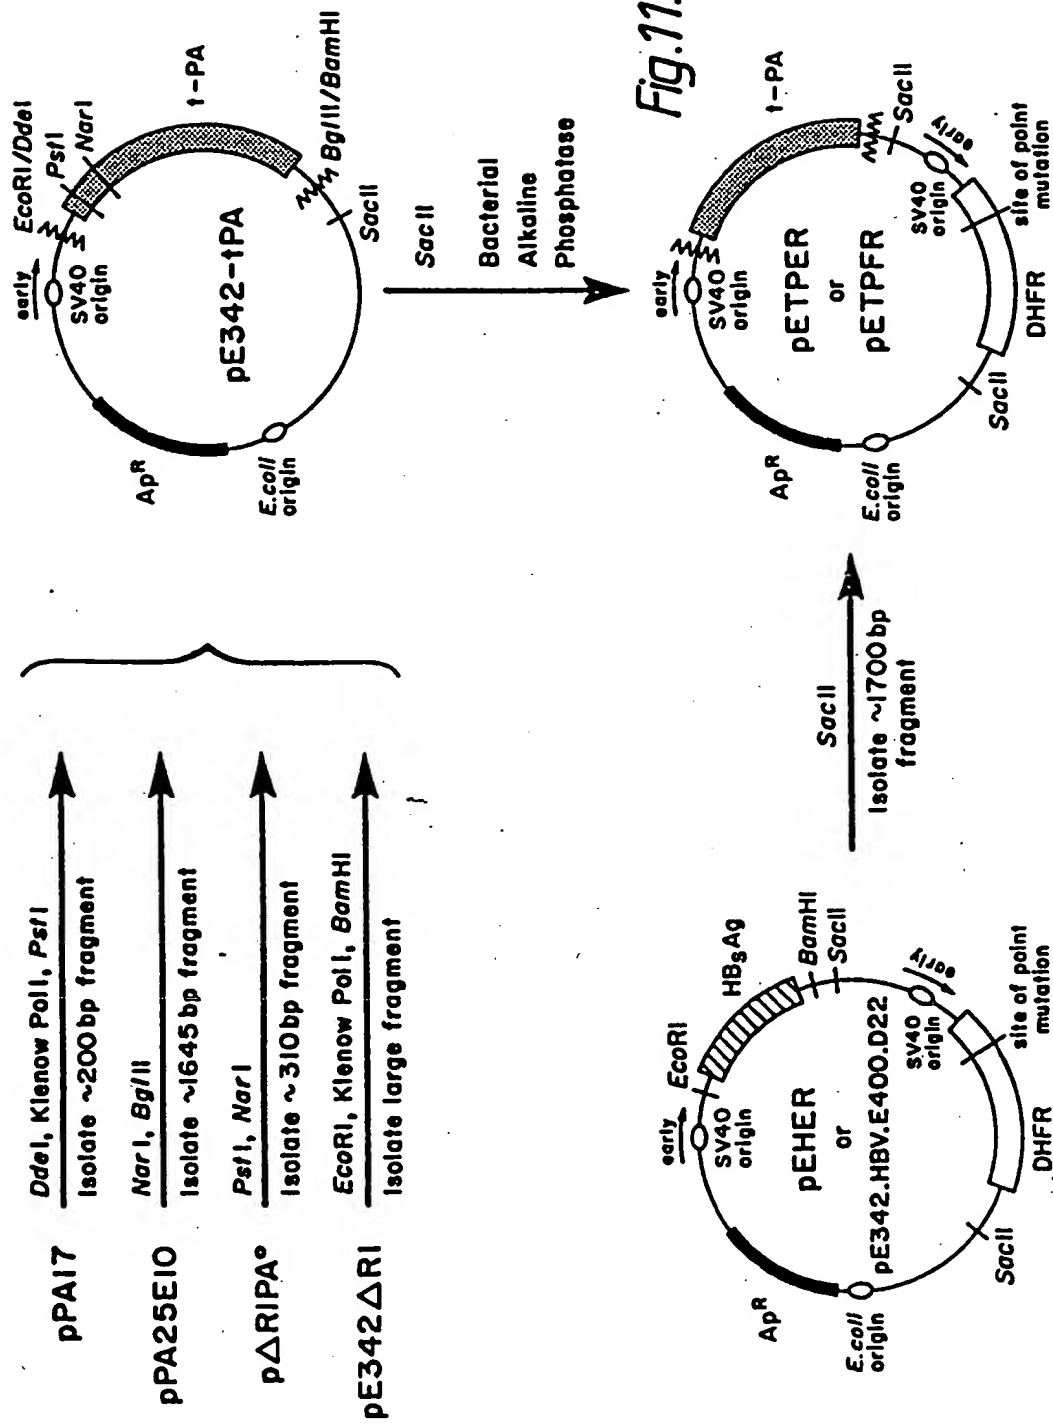 Fig.11.
pPA17
DdeI, Klenow PolI, PstI
Isolate ~200bp fragment
pPA25E10
NarI, BglII
Isolate ~1645bp fragment
p△RIPA°
PstI, NarI
Isolate ~310bp fragment
pE342△RI
EcoRI, Klenow PolI, BamHI
Isolate large fragment
early
SV40
origin
EcoRI/DdeI
PstI
NarI
t-PA
BglII/BamHI
SacII
E.coli
origin
ApR
pE342-tPA
SacII
Bacterial
Alkaline
Phosphatase
early
SV40
origin
EcoRI
HBsAg
BamHI
SacII
early
SV40
origin
site of point
mutation
DHFR
SacII
E.coli
origin
ApR
pEHER
or
pE342.HBV.E400.D22
SacII
Isolate ~1700bp
fragment
early
SV40
origin
t-PA
SacII
early
SV40
origin
site of point
mutation
DHFR
SacII
E.coli
origin
ApR
pETPER
or
pETPFR